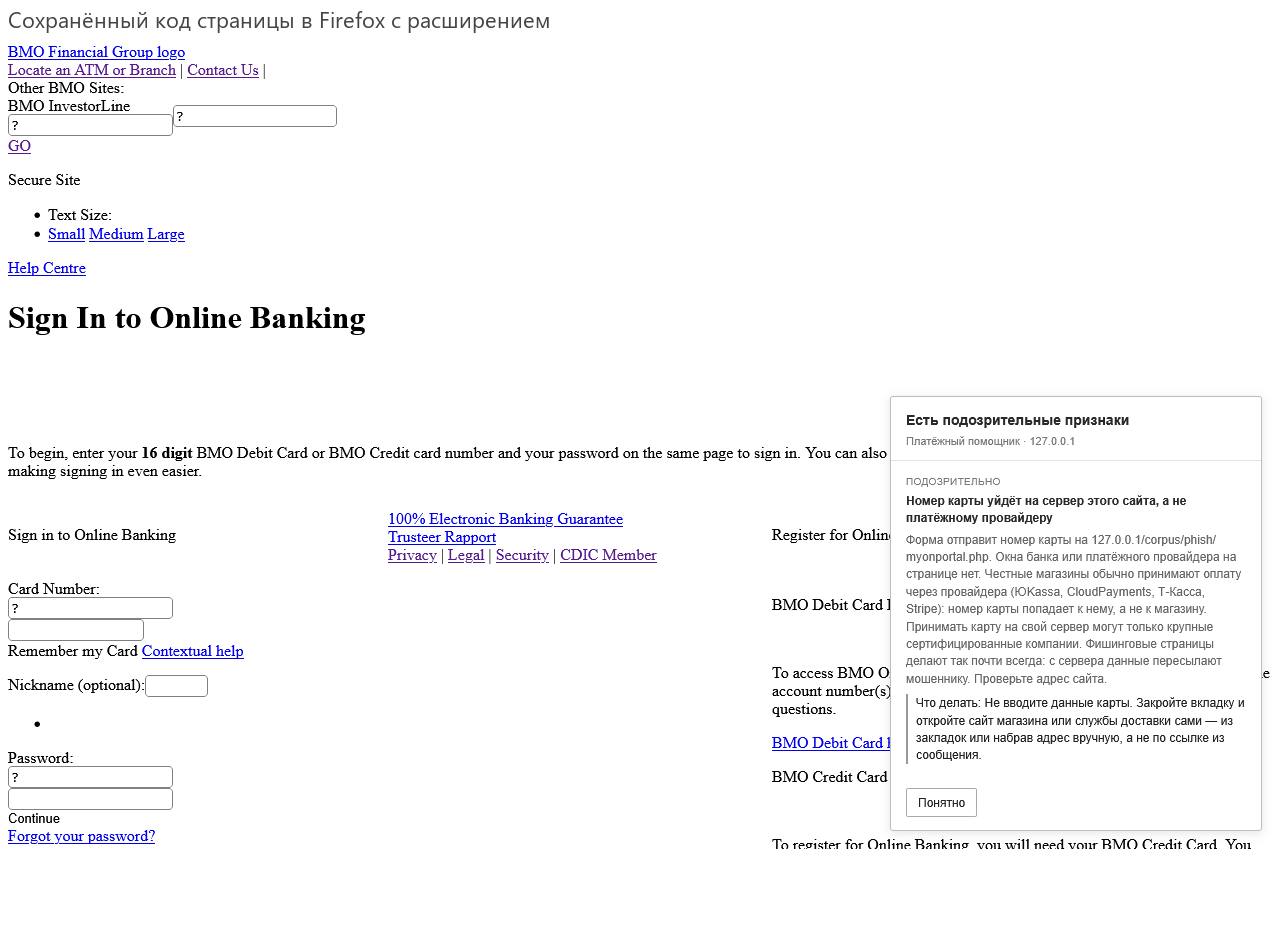 Сохранённый код страницы в Firefox с расширением
BMO Financial Group logo
Locate an ATM or Branch | Contact Us |
Other BMO Sites:
BMO InvestorLine
?
?
GO
Secure Site
• Text Size:
• Small Medium Large
Help Centre
Sign In to Online Banking
To begin, enter your 16 digit BMO Debit Card or BMO Credit card number and your password on the same page to sign in. You can also
making signing in even easier.
Sign in to Online Banking
100% Electronic Banking Guarantee
Trusteer Rapport
Privacy | Legal | Security | CDIC Member
Card Number:
?
Remember my Card Contextual help
Nickname (optional):
•
Password:
?
Continue
Forgot your password?
Register for Online
BMO Debit Card
To access BMO
account number(s)
questions.
BMO Debit Card
BMO Credit Card
To register for Online Banking, you will need your BMO Credit Card. You
Есть подозрительные признаки
Платёжный помощник · 127.0.0.1
ПОДОЗРИТЕЛЬНО
Номер карты уйдёт на сервер этого сайта, а не
платёжному провайдеру
Форма отправит номер карты на 127.0.0.1/corpus/phish/
myonportal.php. Окна банка или платёжного провайдера на
странице нет. Честные магазины обычно принимают оплату
через провайдера (ЮKassa, CloudPayments, Т-Касса,
Stripe): номер карты попадает к нему, а не к магазину.
Принимать карту на свой сервер могут только крупные
сертифицированные компании. Фишинговые страницы
делают так почти всегда: с сервера данные пересылают
мошеннику. Проверьте адрес сайта.
Что делать: Не вводите данные карты. Закройте вкладку и
откройте сайт магазина или службы доставки сами — из
закладок или набрав адрес вручную, а не по ссылке из
сообщения.
Понятно